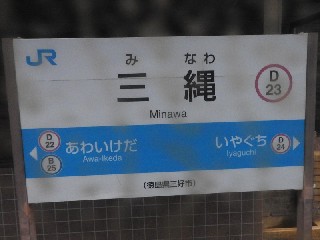 JR
み なわ
三 縄
D
23
Minawa
D
22
あわいけだ
Awa-Ikeda
B
25
いやぐち
Iyaguchi
D
24
(徳島県三好市)